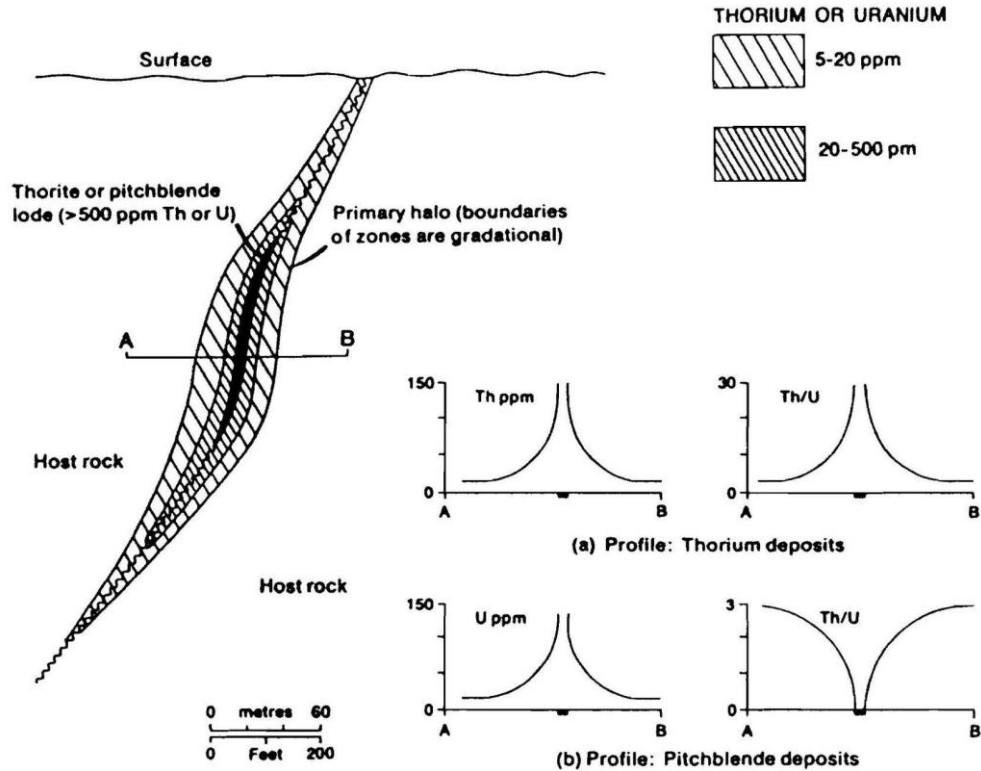 THORIUM OR URANIUM
5-20 ppm
20-500 pm
Surface
Thorite or pitchblende
lode (>500 ppm Th or U)
Primary halo (boundaries
of zones are gradational)
A
B
Host rock
Host rock
0 metres 60
0 Feet 200
150
Th ppm
0
A
B
30
Th/U
0
A
B
(a) Profile: Thorium deposits
150
U ppm
0
A
B
3
Th/U
0
A
B
(b) Profile: Pitchblende deposits